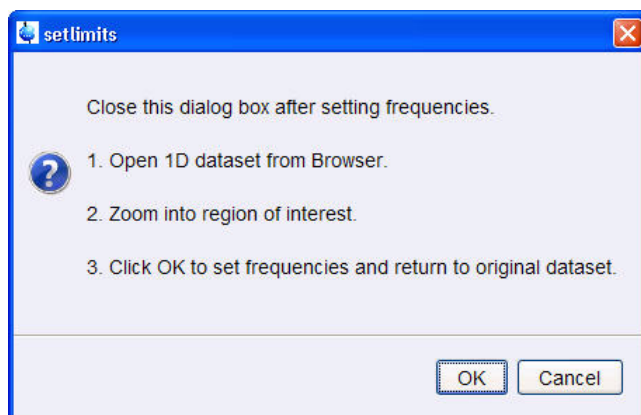 setlimits
Close this dialog box after setting frequencies.
1. Open 1D dataset from Browser.
2. Zoom into region of interest.
3. Click OK to set frequencies and return to original dataset.
OK
Cancel